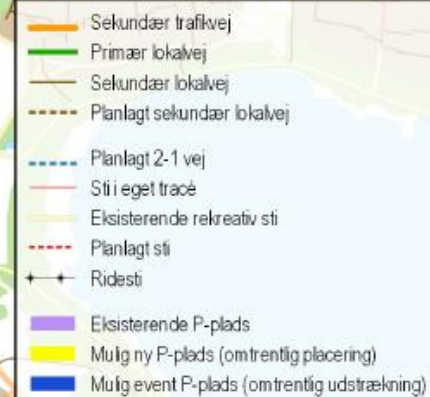 Sekundær trafikvej
Primær lokalvej
Sekundær lokalvej
Planlagt sekundær lokalvej
Planlagt 2-1 vej
Sti i eget tracè
Eksisterende rekreativ sti
Planlagt sti
Ridesti
Eksisterende P-plads
Mulig ny P-plads (omtrentlig placering)
Mulig event P-plads (omtrentlig udstrækning)